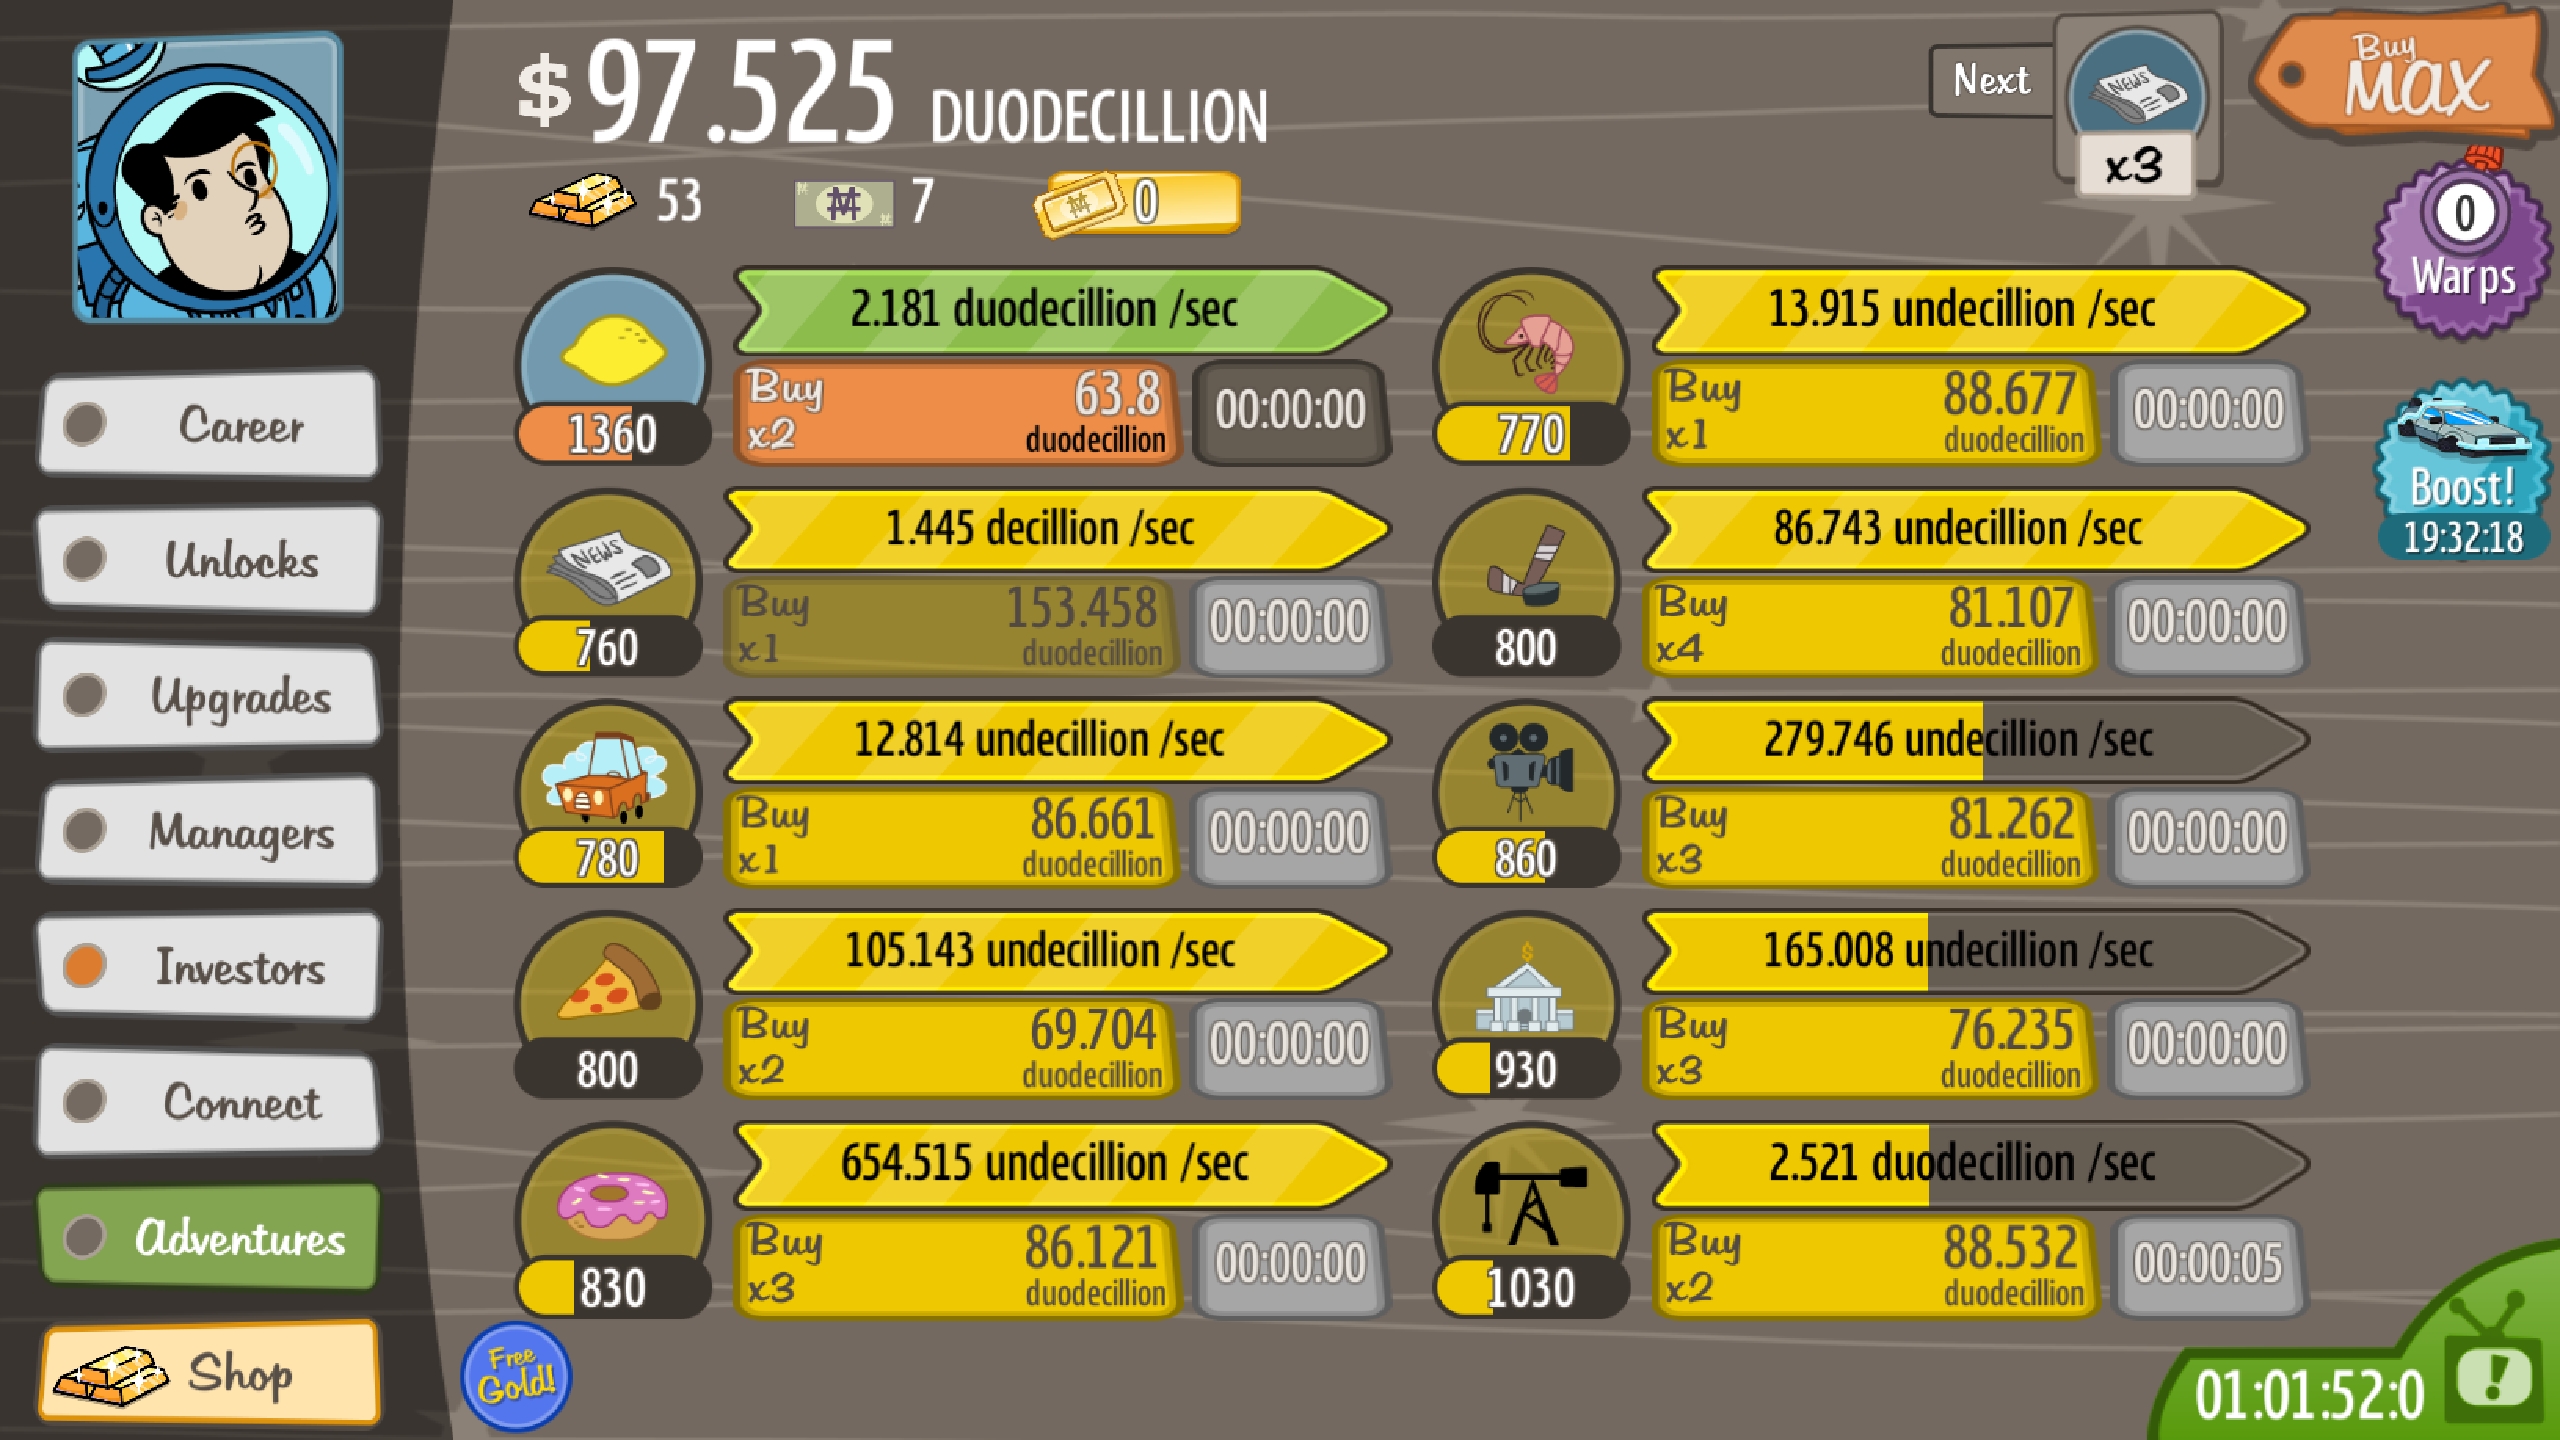 $97.525 DUODECILLION
53
7
0
Next
NEWS
x3
Buy
MAX
0
Warps
Boost!
19:32:18
Career
Unlocks
Upgrades
Managers
Investors
Connect
Adventures
Shop
2.181 duodecillion /sec
1360
Buy
x2
63.8
duodecillion
00:00:00
13.915 undecillion /sec
770
Buy
x1
88.677
duodecillion
00:00:00
NEWS
1.445 decillion /sec
760
Buy
x1
153.458
duodecillion
00:00:00
86.743 undecillion /sec
800
Buy
x4
81.107
duodecillion
00:00:00
12.814 undecillion /sec
780
Buy
x1
86.661
duodecillion
00:00:00
279.746 undecillion /sec
860
Buy
x3
81.262
duodecillion
00:00:00
105.143 undecillion /sec
800
Buy
x2
69.704
duodecillion
00:00:00
165.008 undecillion /sec
930
Buy
x3
76.235
duodecillion
00:00:00
654.515 undecillion /sec
830
Buy
x3
86.121
duodecillion
00:00:00
2.521 duodecillion /sec
1030
Buy
x2
88.532
duodecillion
00:00:05
Free
Gold!
01:01:52:0
!